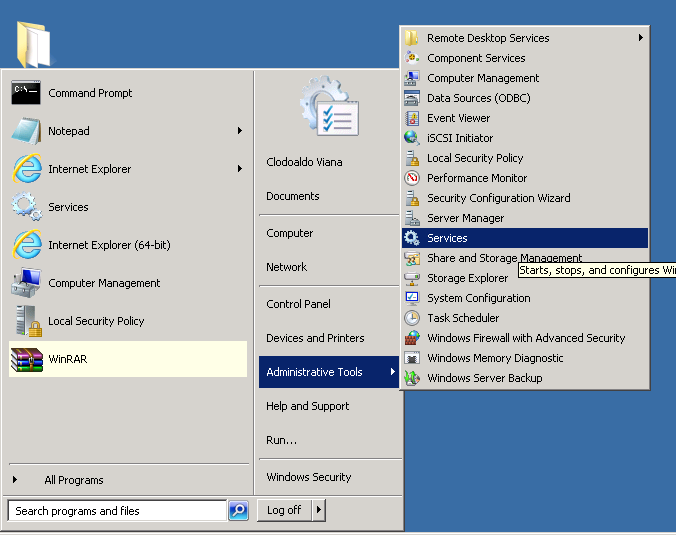 C:\_
Command Prompt
Notepad
Internet Explorer
Services
Internet Explorer (64-bit)
Computer Management
Local Security Policy
WinRAR
All Programs
Search programs and files
Clodoaldo Viana
Documents
Computer
Network
Control Panel
Devices and Printers
Administrative Tools
Help and Support
Run...
Windows Security
Log off
Remote Desktop Services
Component Services
Computer Management
Data Sources (ODBC)
Event Viewer
iSCSI Initiator
Local Security Policy
Performance Monitor
Security Configuration Wizard
Server Manager
Services
Share and Storage Management
Starts, stops, and configures Wi
Storage Explorer
System Configuration
Task Scheduler
Windows Firewall with Advanced Security
Windows Memory Diagnostic
Windows Server Backup